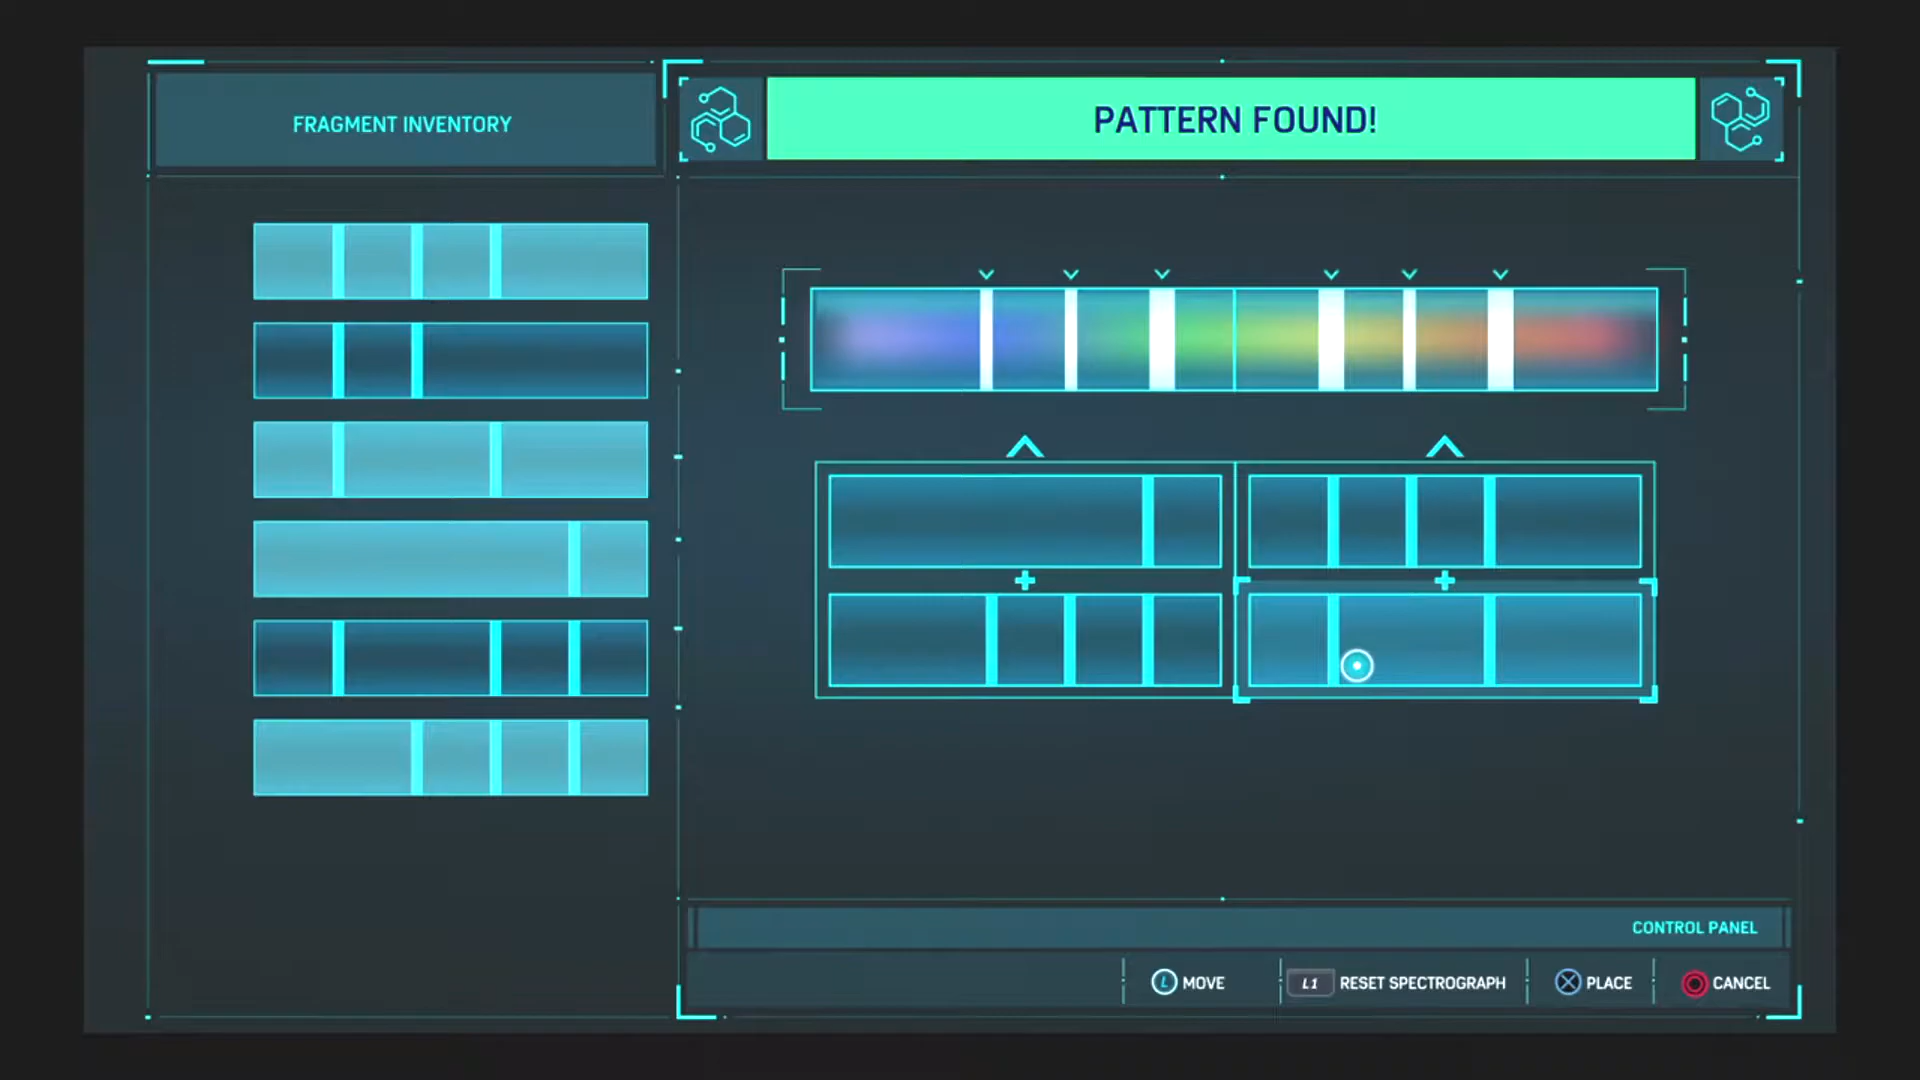 FRAGMENT INVENTORY
PATTERN FOUND!
CONTROL PANEL
L MOVE
L1 RESET SPECTROGRAPH
PLACE
CANCEL